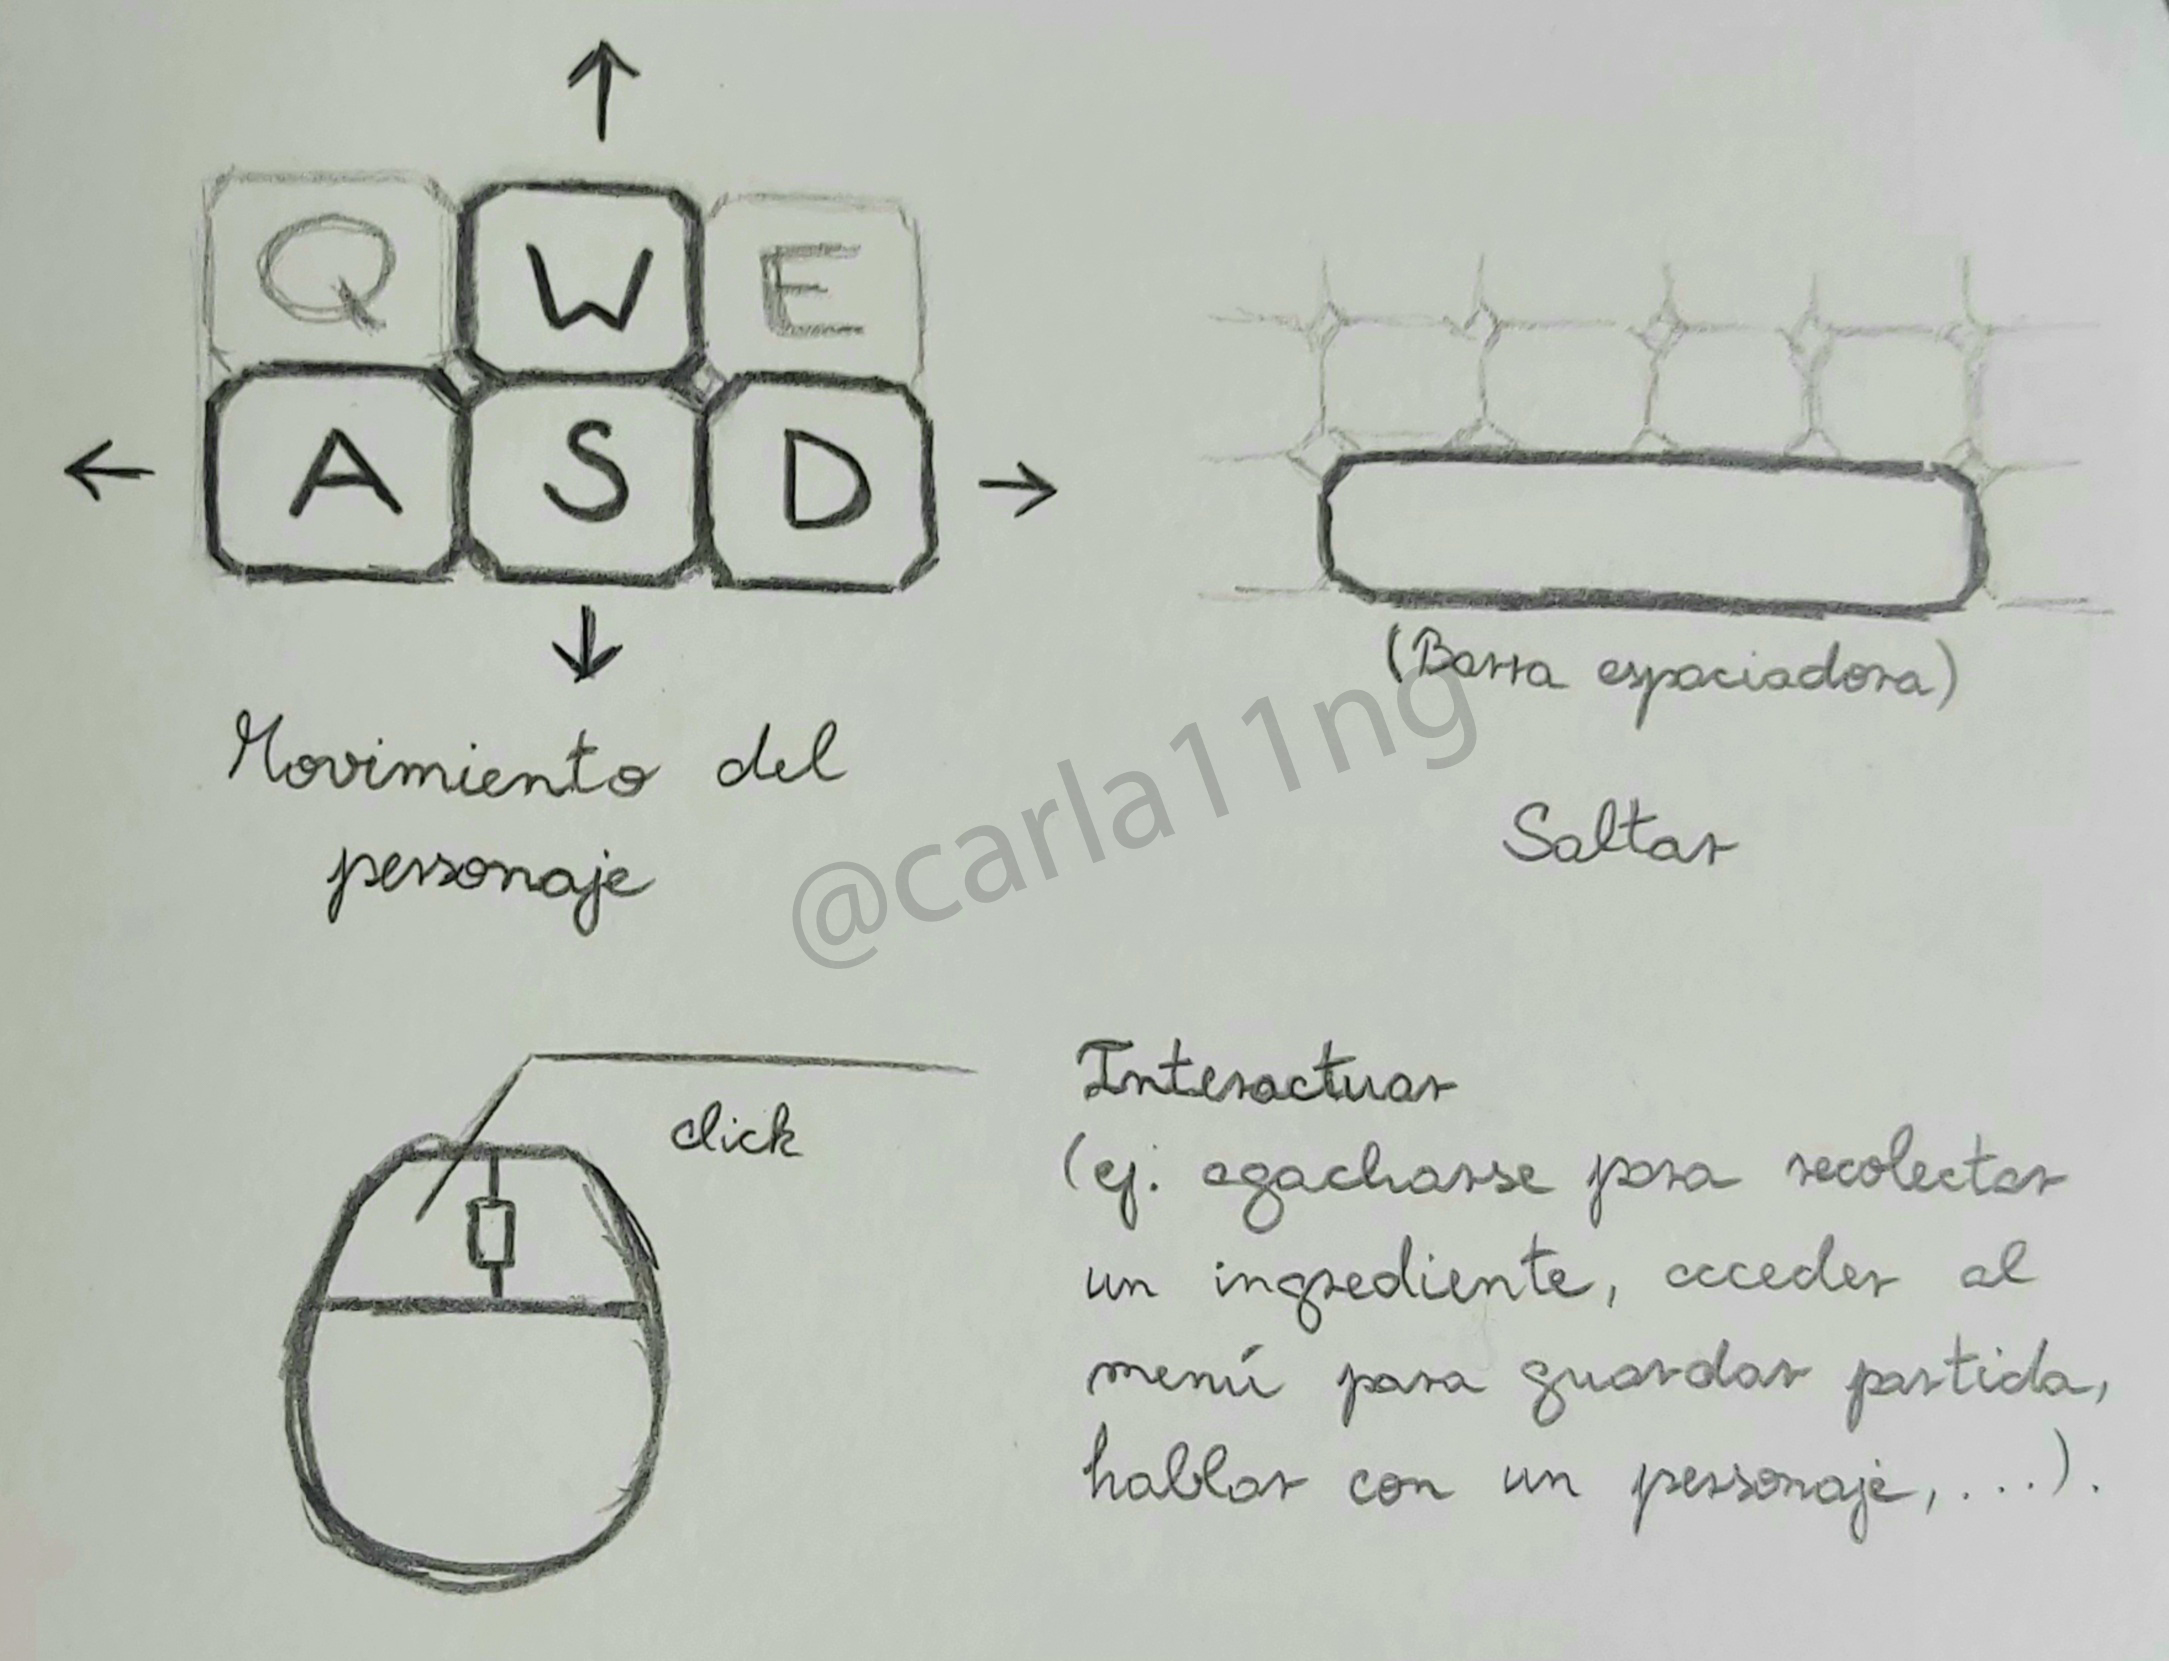 Q W E
A S D
Movimiento del
personaje
(Barra espaciadora)
Saltar
@carla11ng
click
Interactuar
(ej. agacharse para recolectar
un ingrediente, acceder al
menú para guardar partida,
hablar con un personaje, ...).